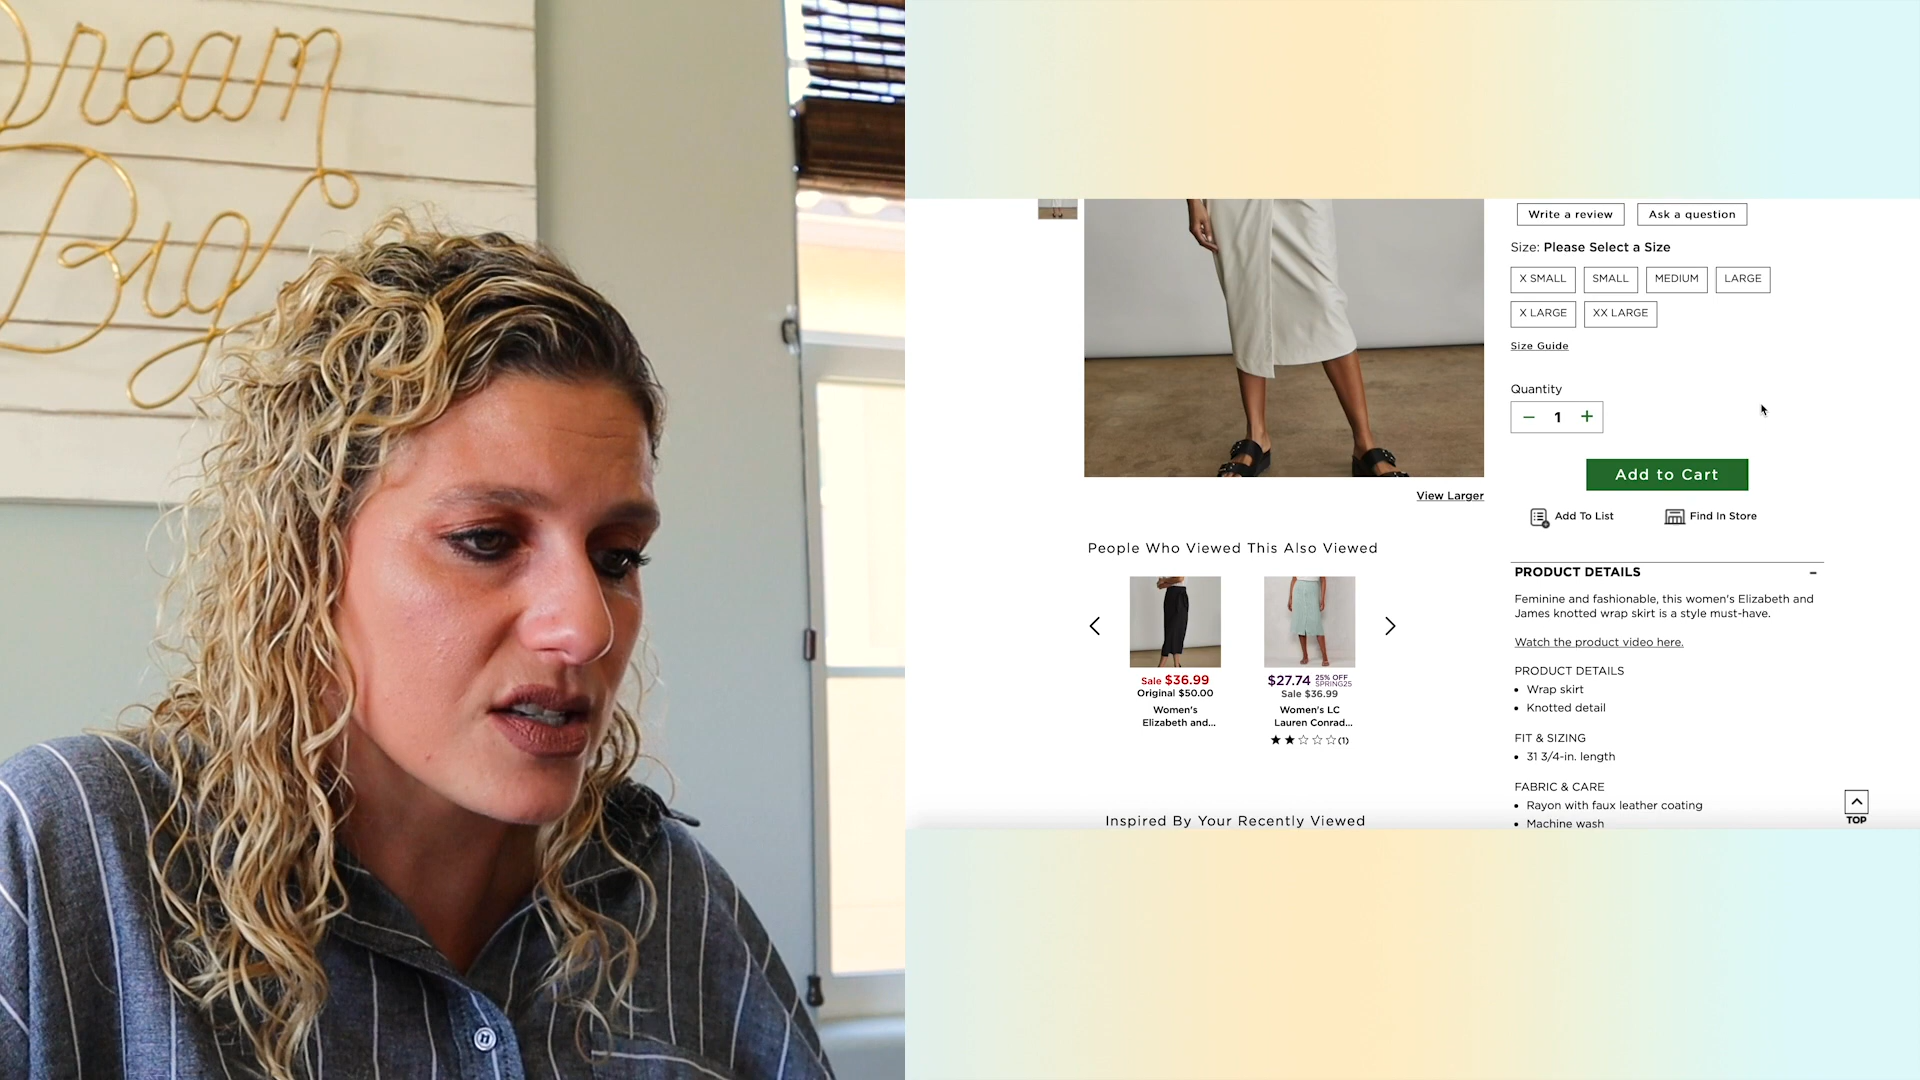 Dream
Big
Write a review
Ask a question
Size: Please Select a Size
X SMALL
SMALL
MEDIUM
LARGE
X LARGE
XX LARGE
Size Guide
Quantity
− 1 +
Add to Cart
Add To List
Find In Store
View Larger
People Who Viewed This Also Viewed
Sale $36.99
Original $50.00
Women's
Elizabeth and...
$27.74 25% OFF
SPRING25
Sale $36.99
Women's LC
Lauren Conrad...
(1)
Inspired By Your Recently Viewed
PRODUCT DETAILS
Feminine and fashionable, this women's Elizabeth and
James knotted wrap skirt is a style must-have.
Watch the product video here.
PRODUCT DETAILS
• Wrap skirt
• Knotted detail
FIT & SIZING
• 31 3/4-in. length
FABRIC & CARE
• Rayon with faux leather coating
• Machine wash
TOP